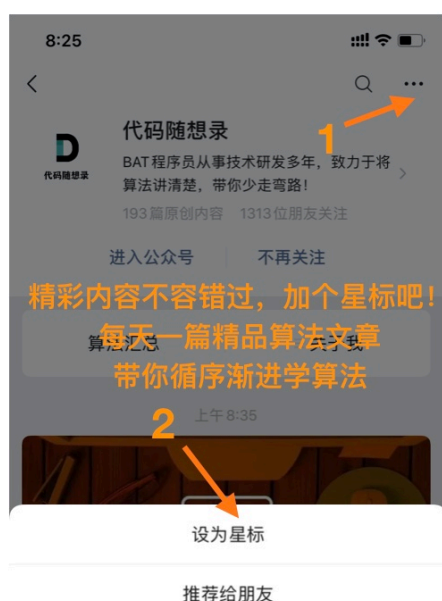 8:25
代码随想录
1
代码随想录
BAT程序员从事技术研发多年，致力于将
算法讲清楚，带你少走弯路！
193篇原创内容 1313位朋友关注
进入公众号 不再关注
精彩内容不容错过，加个星标吧！
每天一篇精品算法文章
算法汇总 关于我
带你循序渐进学算法
2
上午8:35
设为星标
推荐给朋友